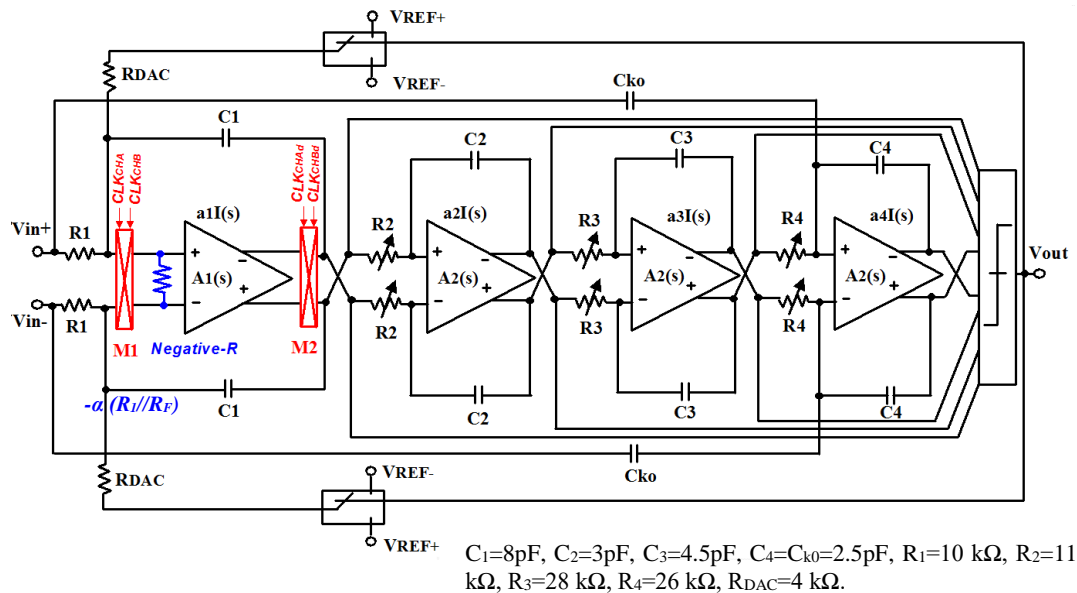 VREF+
RDAC
VREF-
Cko
C1
C2
C3
C4
CLKCHA
CLKCHB
CLKCHAd
CLKCHBd
a1I(s)
a2I(s)
a3I(s)
a4I(s)
Vin+
R1
R2
R3
R4
+
−
+
−
+
−
+
−
A1(s)
A2(s)
A2(s)
A2(s)
Vout
−
+
−
+
−
+
−
+
Vin-
R1
R2
R3
R4
M1
Negative-R
M2
-α (R1//RF)
C1
C2
C3
C4
Cko
RDAC
VREF-
VREF+
C1=8pF, C2=3pF, C3=4.5pF, C4=Ck0=2.5pF, R1=10 kΩ, R2=11
kΩ, R3=28 kΩ, R4=26 kΩ, RDAC=4 kΩ.